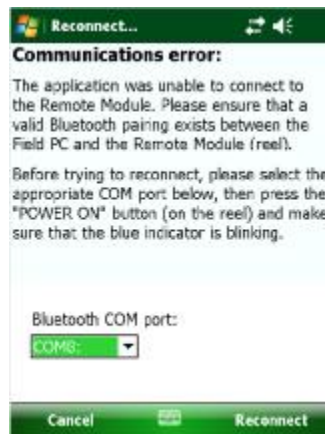 Reconnect...
Communications error:
The application was unable to connect to
the Remote Module. Please ensure that a
valid Bluetooth pairing exists between the
Field PC and the Remote Module (reel).
Before trying to reconnect, please select the
appropriate COM port below, then press the
"POWER ON" button (on the reel) and make
sure that the blue indicator is blinking.
Bluetooth COM port:
COM8:
Cancel
Reconnect